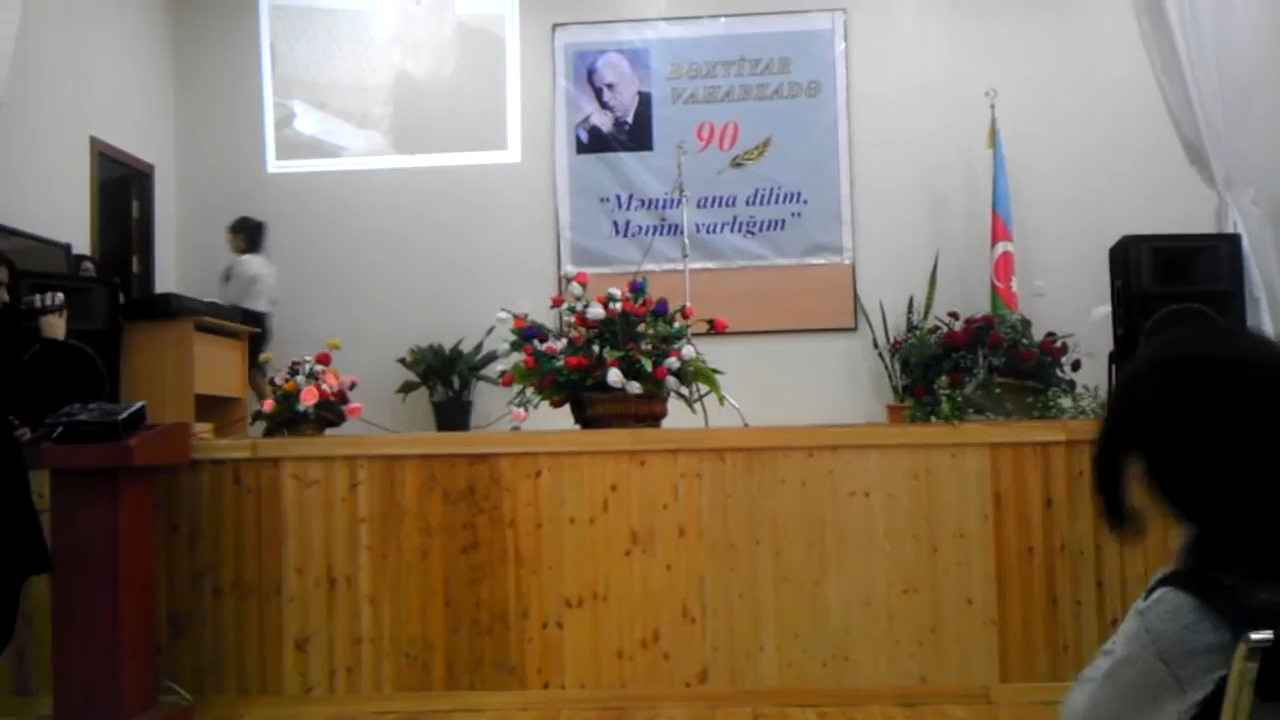 BƏXTİYAR
VAHABZADƏ
90
“Mənim ana dilim,
Mənim varlığım”